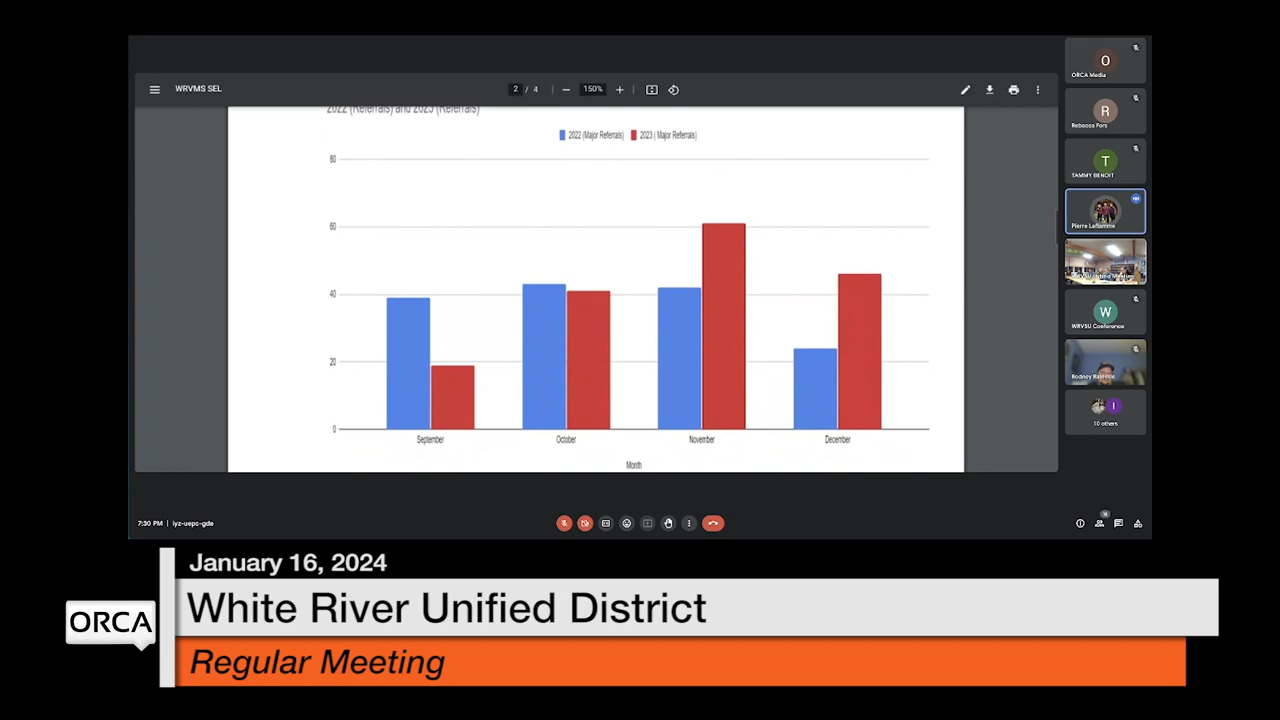 WRVMS SEL
2 / 4
150%
2022 (Referrals) and 2023 (Referrals)
2022 (Major Referrals)
2023 ( Major Referrals)
80
60
40
20
0
September
October
November
December
Month
O
ORCA Media
R
Rebecca Fors
T
TAMMY BENOIT
Pierre Laflamme
Hybrid Meeting
W
WRVSU Conference
Rodney
I
10 others
7:30 PM | iyz-uepc-gde
January 16, 2024
White River Unified District
ORCA
Regular Meeting